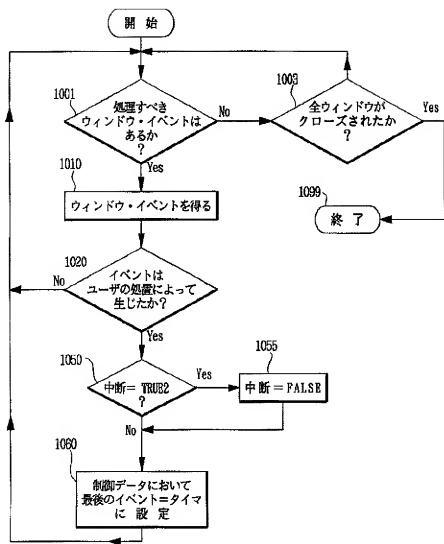 開始
1001
処理すべき
ウィンドウ・イベントは
あるか
?
No
Yes
1003
全ウィンドウが
クローズされたか
?
Yes
1099
終了
1010
ウィンドウ・イベントを得る
1020
イベントは
ユーザの処置によって
生じたか?
No
Yes
1050
中断= TRUE2
?
Yes
No
1055
中断=FALSE
1060
制御データにおいて
最後のイベント=タイマ
に 設定